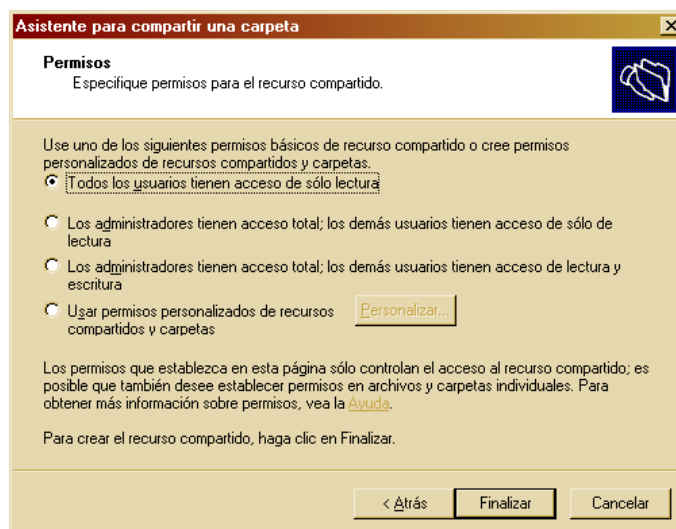 Asistente para compartir una carpeta
Permisos
Especifique permisos para el recurso compartido.
Use uno de los siguientes permisos básicos de recurso compartido o cree permisos
personalizados de recursos compartidos y carpetas.
Todos los usuarios tienen acceso de sólo lectura
Los administradores tienen acceso total; los demás usuarios tienen acceso de sólo de
lectura
Los administradores tienen acceso total; los demás usuarios tienen acceso de lectura y
escritura
Usar permisos personalizados de recursos
compartidos y carpetas
Personalizar...
Los permisos que establezca en esta página sólo controlan el acceso al recurso compartido; es
posible que también desee establecer permisos en archivos y carpetas individuales. Para
obtener más información sobre permisos, vea la Ayuda.
Para crear el recurso compartido, haga clic en Finalizar.
< Atrás
Finalizar
Cancelar